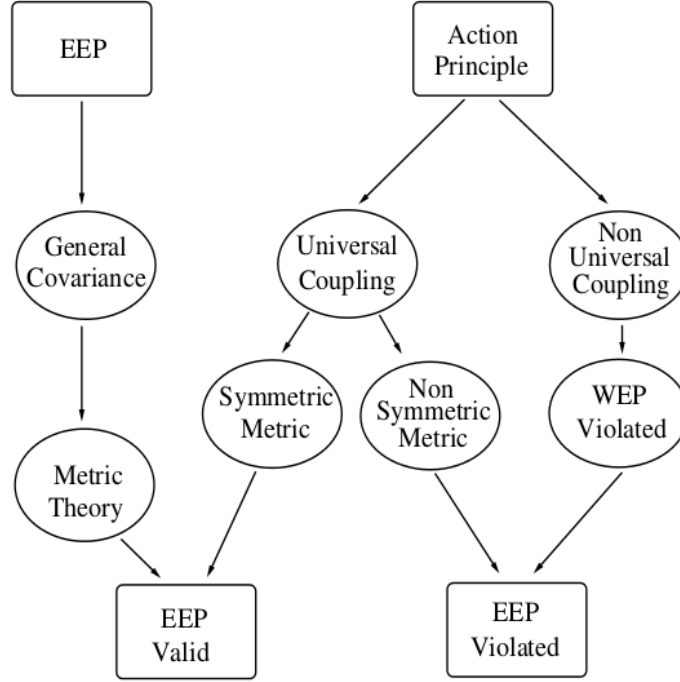 EEP
Action
Principle
General
Covariance
Universal
Coupling
Non
Universal
Coupling
Symmetric
Metric
Non
Symmetric
Metric
WEP
Violated
Metric
Theory
EEP
Valid
EEP
Violated